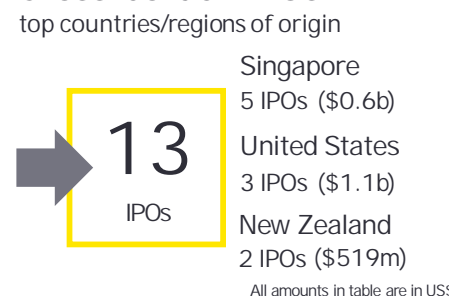 top countries/regions of origin
13
IPOs
Singapore
5 IPOs ($0.6b)
United States
3 IPOs ($1.1b)
New Zealand
2 IPOs ($519m)
All amounts in table are in US$